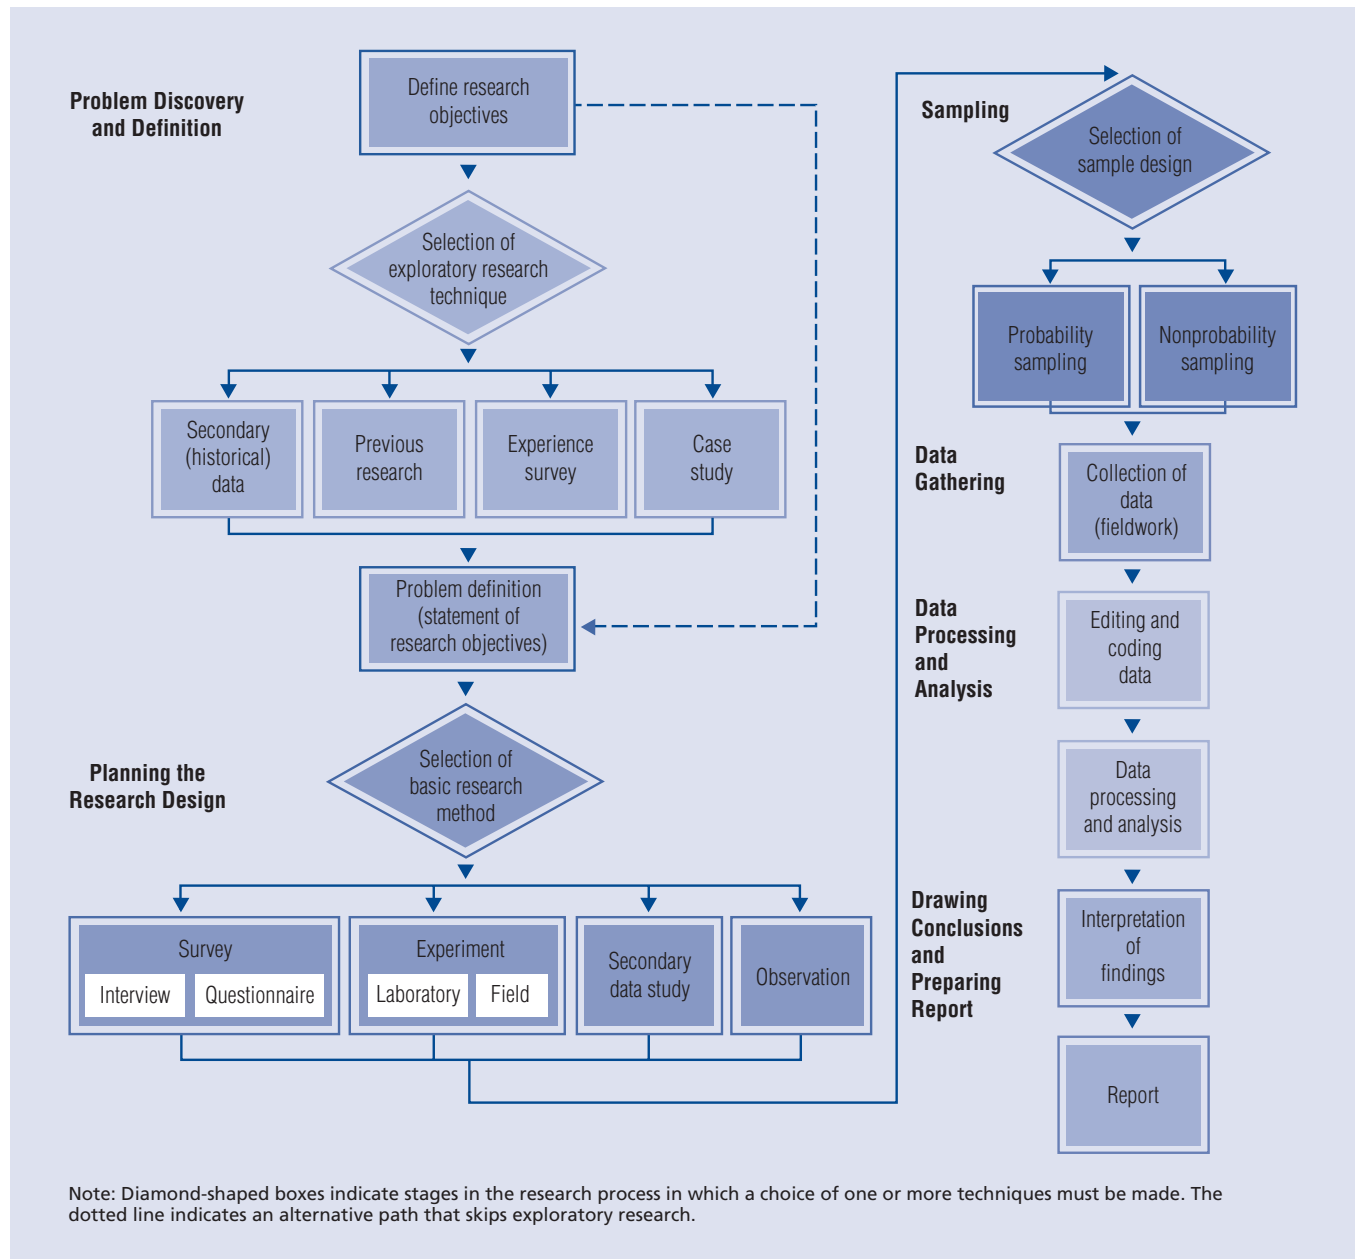 Problem Discovery
and Definition
Define research
objectives
Selection of
exploratory research
technique
Secondary
(historical)
data
Previous
research
Experience
survey
Case
study
Problem definition
(statement of
research objectives)
Planning the
Research Design
Selection of
basic research
method
Survey
Interview
Questionnaire
Experiment
Laboratory
Field
Secondary
data study
Observation
Sampling
Selection of
sample design
Probability
sampling
Nonprobability
sampling
Data
Gathering
Collection of
data
(fieldwork)
Data
Processing
and
Analysis
Editing and
coding
data
Data
processing
and analysis
Drawing
Conclusions
and
Preparing
Report
Interpretation
of
findings
Report
Note: Diamond-shaped boxes indicate stages in the research process in which a choice of one or more techniques must be made. The
dotted line indicates an alternative path that skips exploratory research.